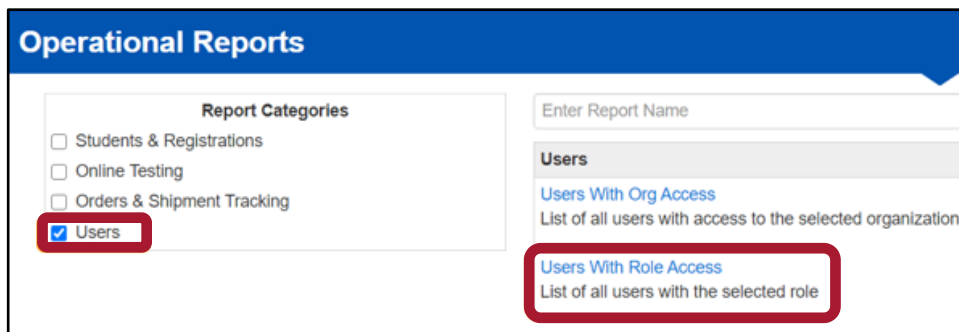 Operational Reports
Report Categories
Students & Registrations
Online Testing
Orders & Shipment Tracking
Users
Enter Report Name
Users
Users With Org Access
List of all users with access to the selected organization
Users With Role Access
List of all users with the selected role